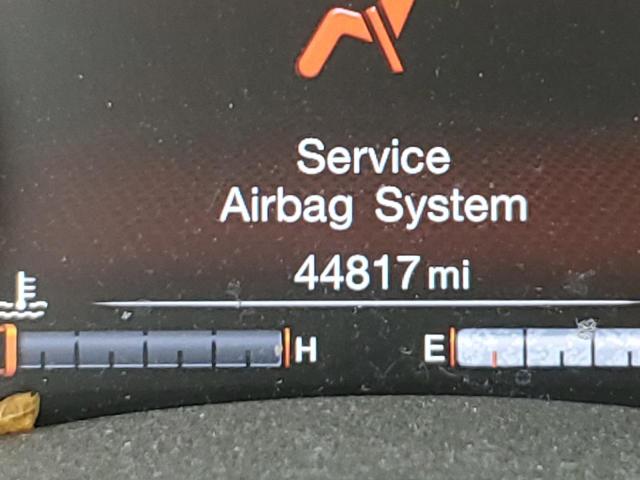 Service
Airbag System
44817 mi
H E